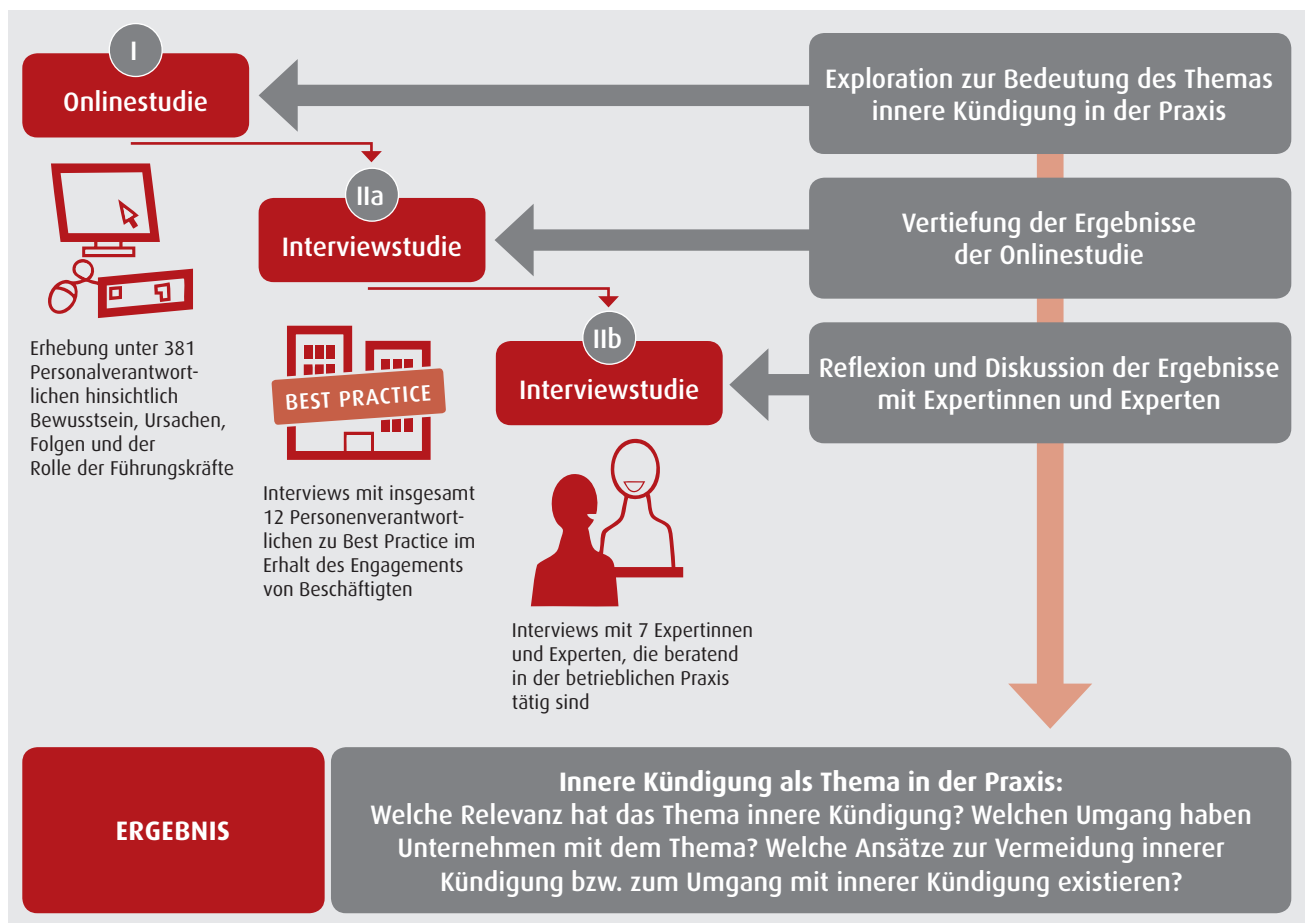 I
Onlinestudie
Exploration zur Bedeutung des Themas
innere Kündigung in der Praxis
Erhebung unter 381
Personalverantwort-
lichen hinsichtlich
Bewusstsein, Ursachen,
Folgen und der
Rolle der Führungskräfte
IIa
Interviewstudie
Vertiefung der Ergebnisse
der Onlinestudie
BEST PRACTICE
Interviews mit insgesamt
12 Personenverantwort-
lichen zu Best Practice im
Erhalt des Engagements
von Beschäftigten
IIb
Interviewstudie
Reflexion und Diskussion der Ergebnisse
mit Expertinnen und Experten
Interviews mit 7 Expertinnen
und Experten, die beratend
in der betrieblichen Praxis
tätig sind
ERGEBNIS
Innere Kündigung als Thema in der Praxis:
Welche Relevanz hat das Thema innere Kündigung? Welchen Umgang haben
Unternehmen mit dem Thema? Welche Ansätze zur Vermeidung innerer
Kündigung bzw. zum Umgang mit innerer Kündigung existieren?